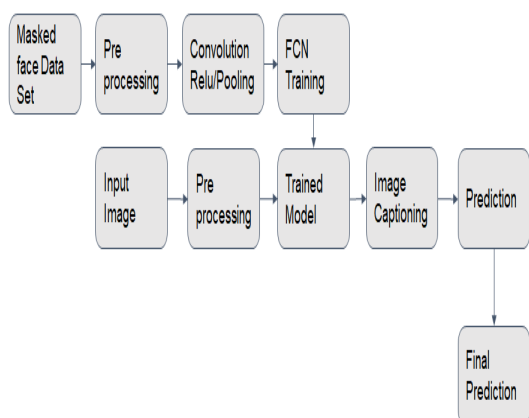 Masked
face Data
Set
Pre
processing
Convolution
Relu/Pooling
FCN
Training
Input
Image
Pre
processing
Trained
Model
Image
Captioning
Prediction
Final
Prediction